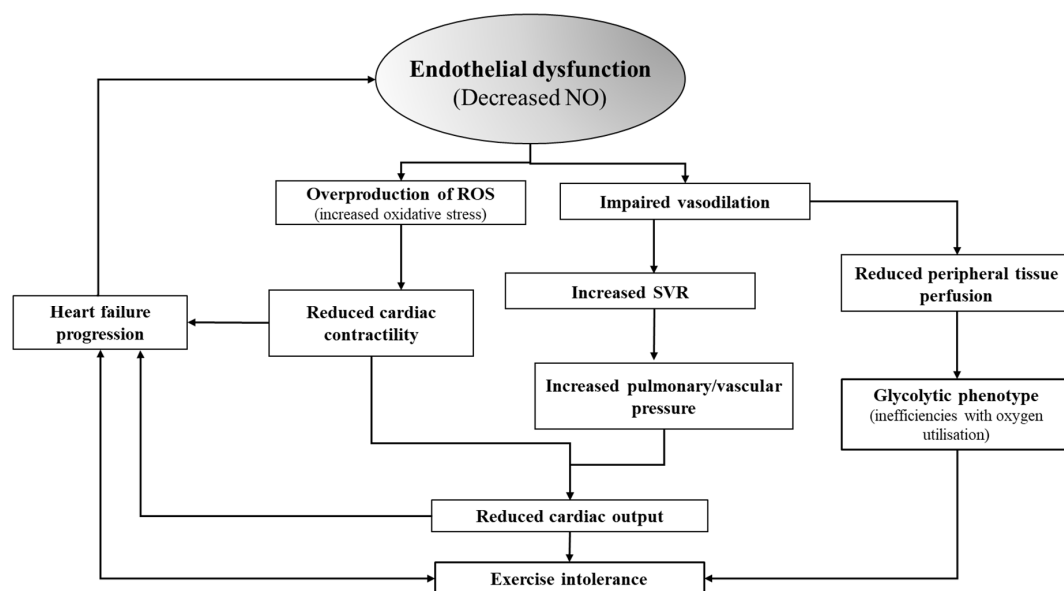 Endothelial dysfunction
(Decreased NO)
Overproduction of ROS
(increased oxidative stress)
Impaired vasodilation
Reduced peripheral tissue
perfusion
Increased SVR
Heart failure
progression
Reduced cardiac
contractility
Increased pulmonary/vascular
pressure
Glycolytic phenotype
(inefficiencies with oxygen
utilisation)
Reduced cardiac output
Exercise intolerance